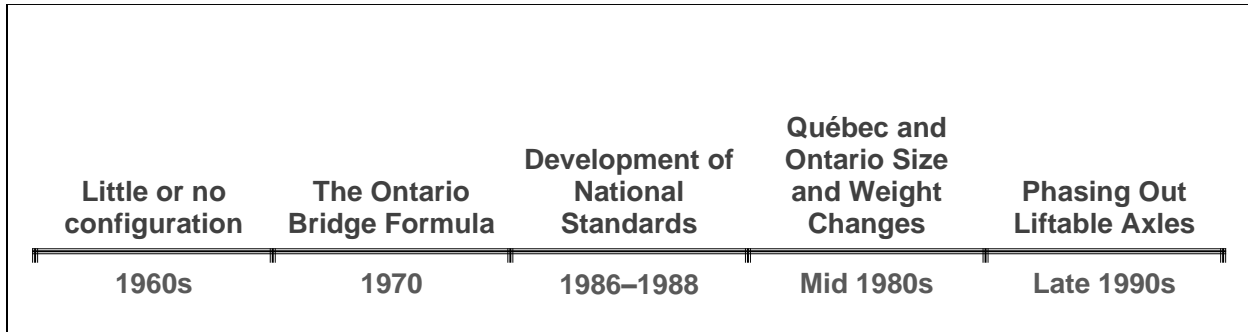 Little or no
configuration
The Ontario
Bridge Formula
Development of
National
Standards
Québec and
Ontario Size
and Weight
Changes
Phasing Out
Liftable Axles
1960s
1970
1986–1988
Mid 1980s
Late 1990s